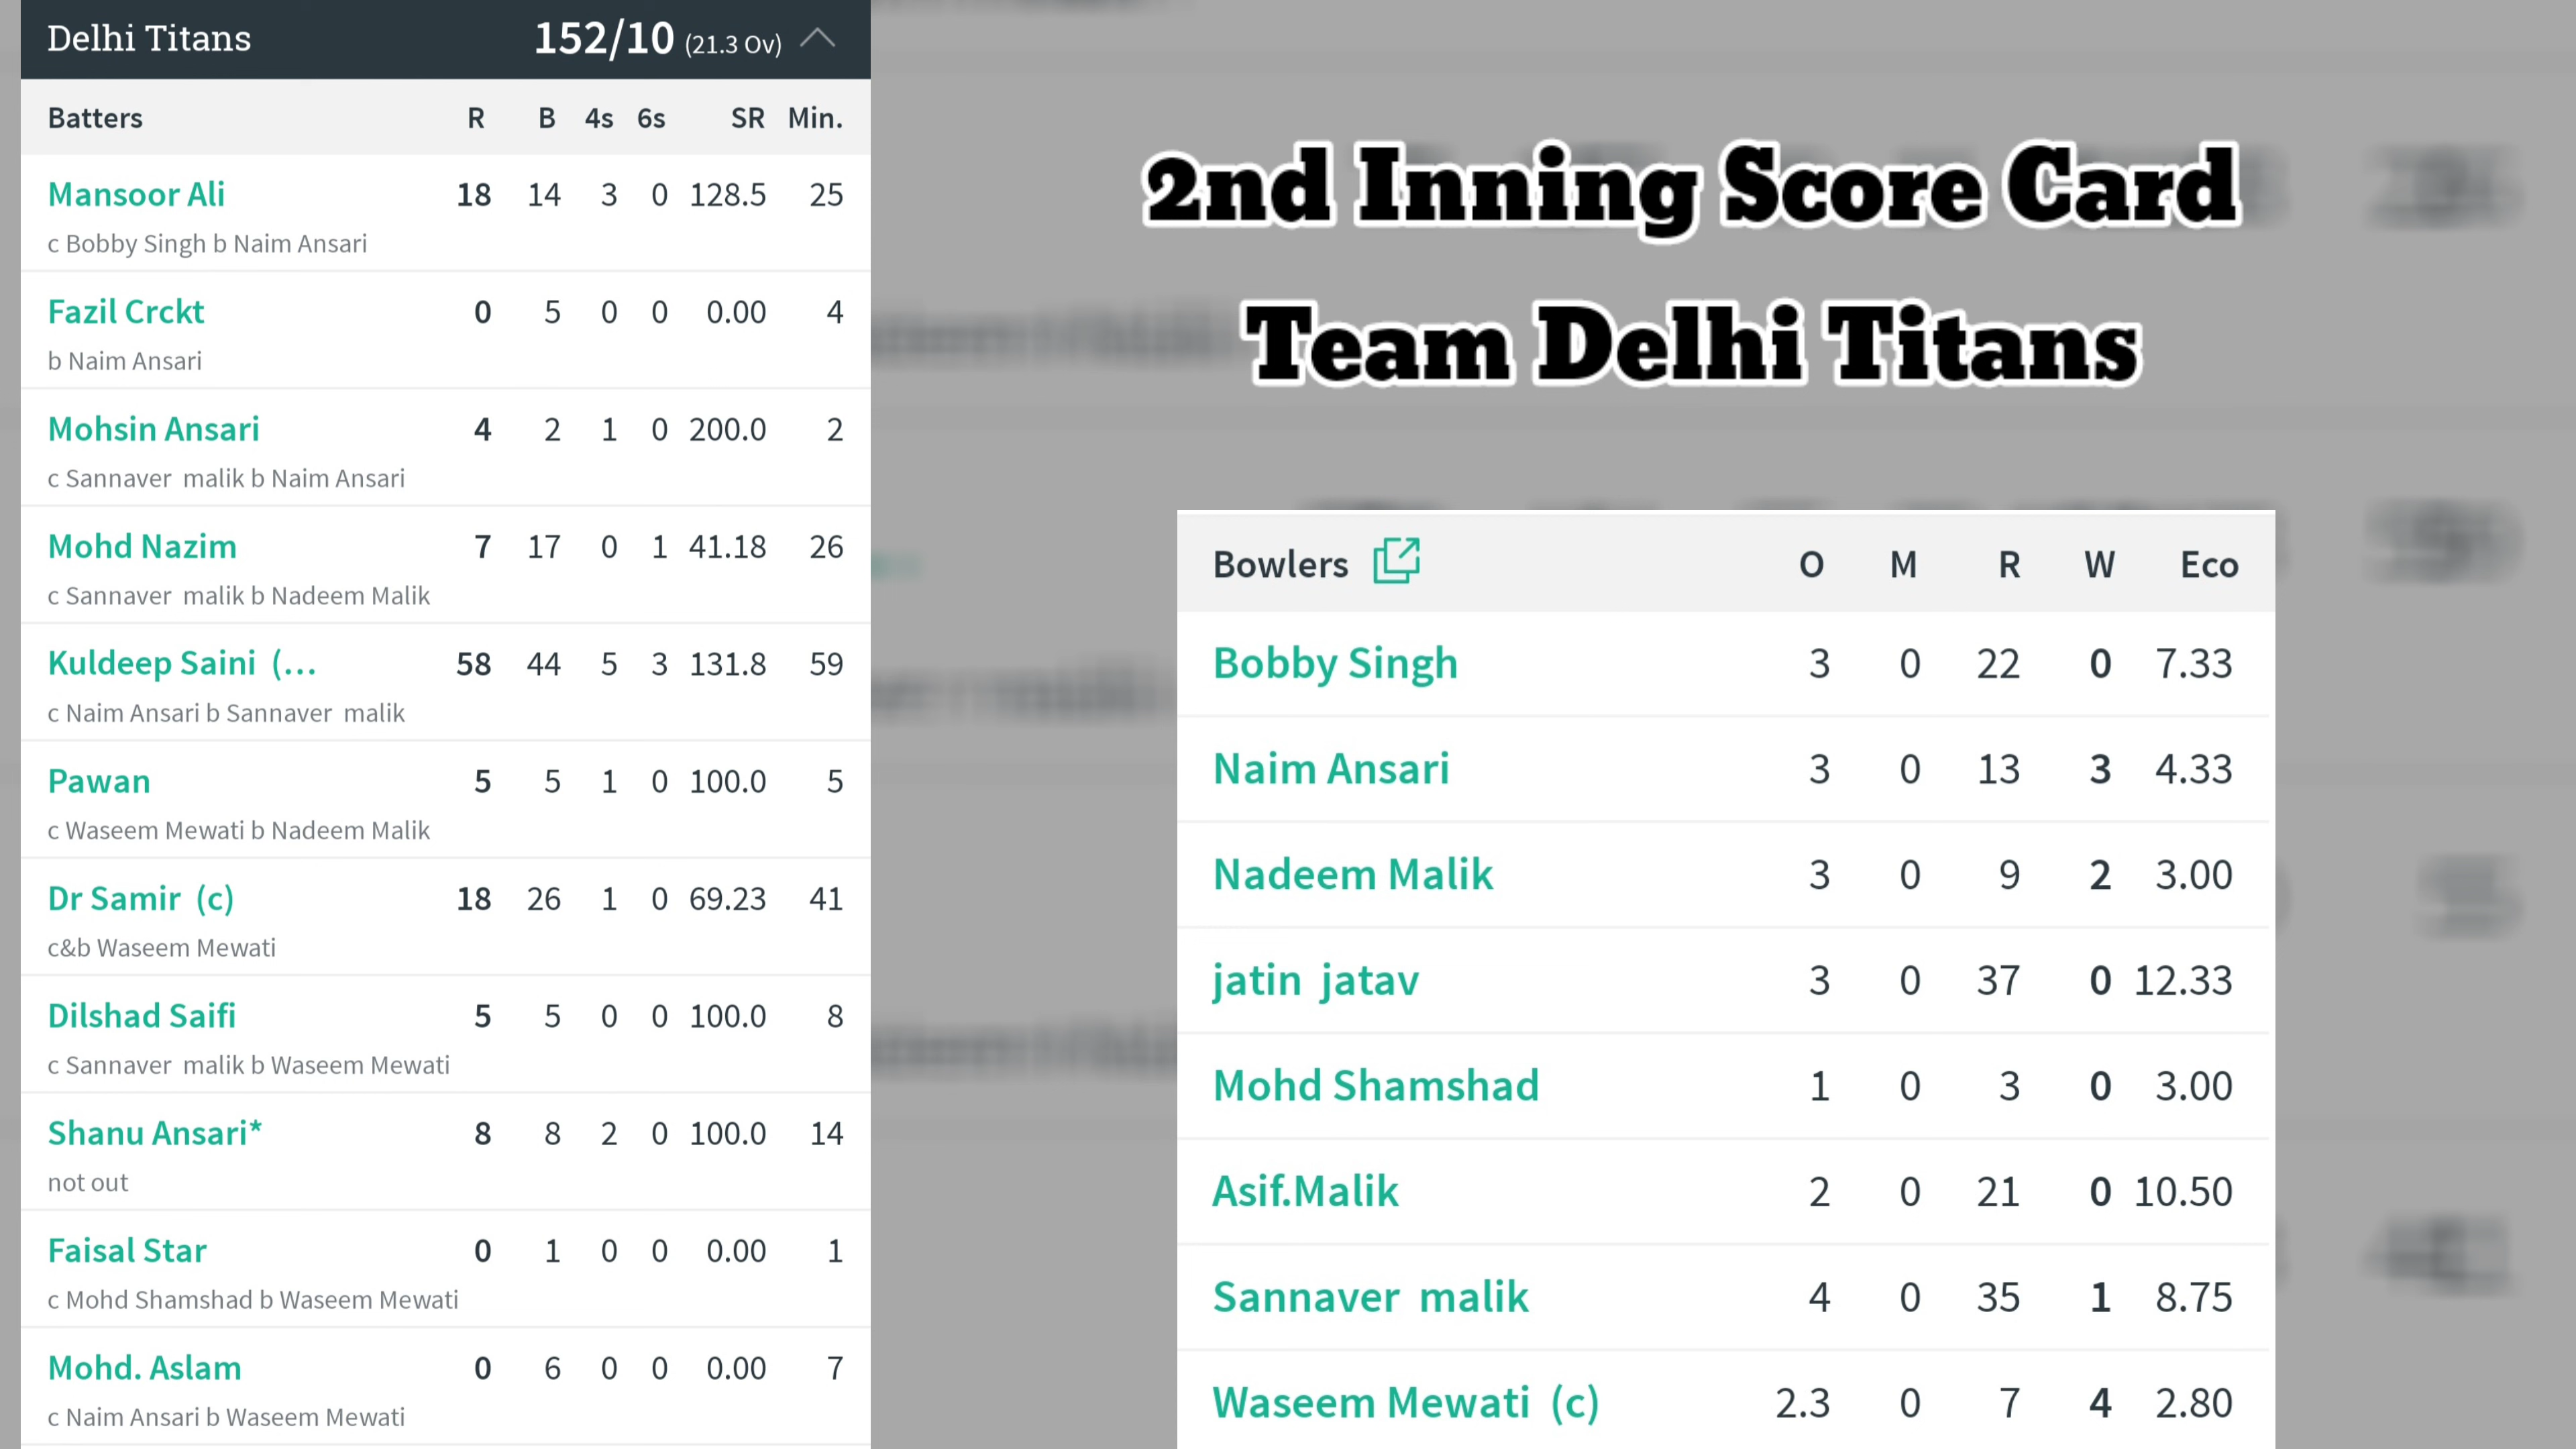 Delhi Titans 152/10 (21.3 Ov)
Batters R B 4s 6s SR Min.
Mansoor Ali 18 14 3 0 128.5 25
c Bobby Singh b Naim Ansari
Fazil Crckt 0 5 0 0 0.00 4
b Naim Ansari
Mohsin Ansari 4 2 1 0 200.0 2
c Sannaver malik b Naim Ansari
Mohd Nazim 7 17 0 1 41.18 26
c Sannaver malik b Nadeem Malik
Kuldeep Saini (... 58 44 5 3 131.8 59
c Naim Ansari b Sannaver malik
Pawan 5 5 1 0 100.0 5
c Waseem Mewati b Nadeem Malik
Dr Samir (c) 18 26 1 0 69.23 41
c&b Waseem Mewati
Dilshad Saifi 5 5 0 0 100.0 8
c Sannaver malik b Waseem Mewati
Shanu Ansari* 8 8 2 0 100.0 14
not out
Faisal Star 0 1 0 0 0.00 1
c Mohd Shamshad b Waseem Mewati
Mohd. Aslam 0 6 0 0 0.00 7
c Naim Ansari b Waseem Mewati
2nd Inning Score Card
Team Delhi Titans
Bowlers O M R W Eco
Bobby Singh 3 0 22 0 7.33
Naim Ansari 3 0 13 3 4.33
Nadeem Malik 3 0 9 2 3.00
jatin jatav 3 0 37 0 12.33
Mohd Shamshad 1 0 3 0 3.00
Asif.Malik 2 0 21 0 10.50
Sannaver malik 4 0 35 1 8.75
Waseem Mewati (c) 2.3 0 7 4 2.80